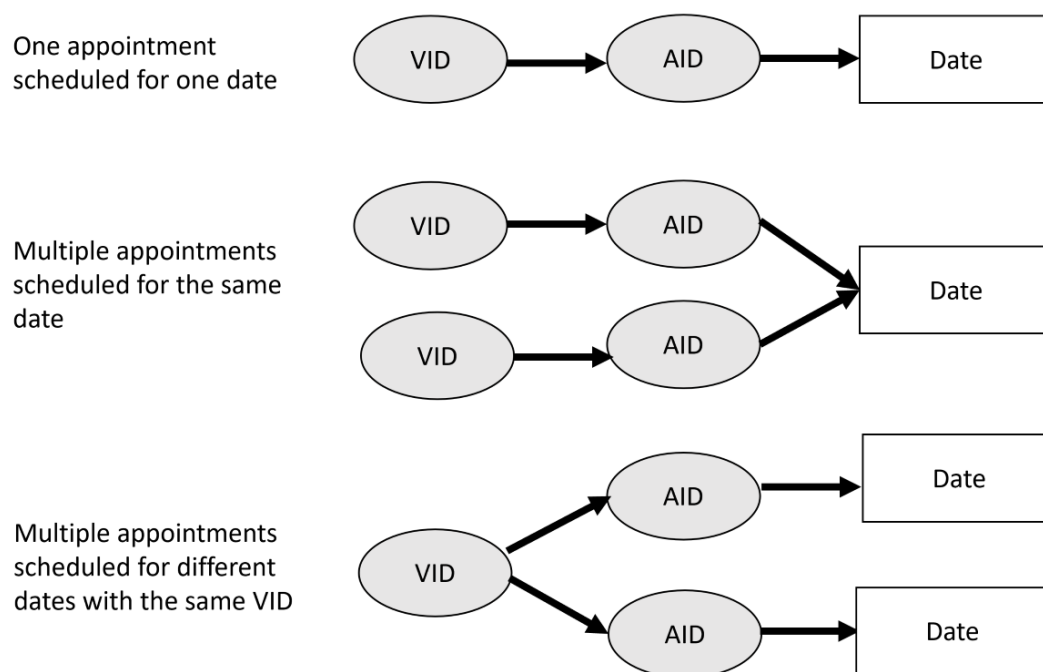 One appointment
scheduled for one date
VID
AID
Date
Multiple appointments
scheduled for the same
date
VID
AID
VID
AID
Date
Multiple appointments
scheduled for different
dates with the same VID
VID
AID
Date
AID
Date